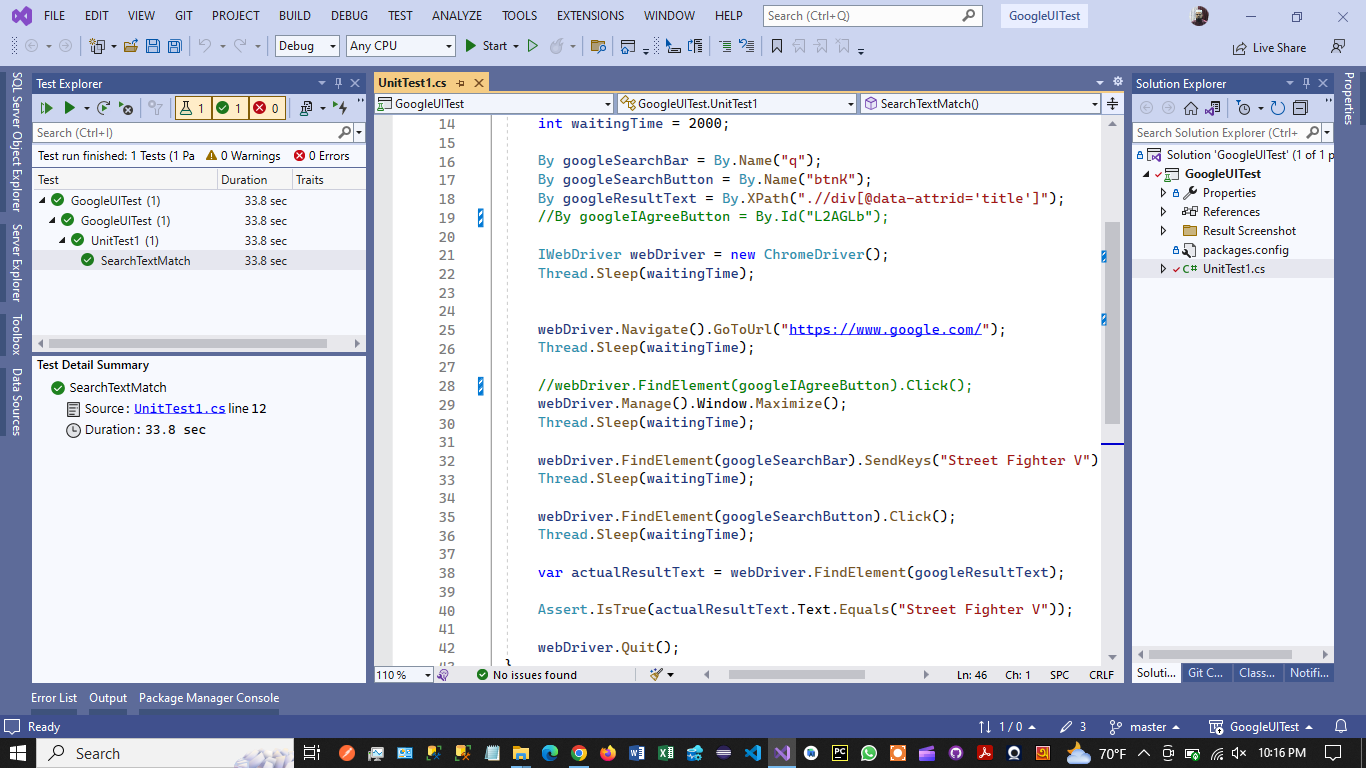 FILE EDIT VIEW GIT PROJECT BUILD DEBUG TEST ANALYZE TOOLS EXTENSIONS WINDOW HELP Search (Ctrl+Q) GoogleUITest
Debug Any CPU Start Live Share
SQL Server Object Explorer
Server Explorer
Toolbox
Data Sources
Test Explorer
1 1 0
Search (Ctrl+I)
Test run finished: 1 Tests (1 Pa 0 Warnings 0 Errors
Test Duration Traits
GoogleUITest (1) 33.8 sec
GoogleUITest (1) 33.8 sec
UnitTest1 (1) 33.8 sec
SearchTextMatch 33.8 sec
Test Detail Summary
SearchTextMatch
Source: UnitTest1.cs line 12
Duration: 33.8 sec
UnitTest1.cs
GoogleUITest GoogleUITest.UnitTest1 SearchTextMatch()
14 int waitingTime = 2000;
15
16 By googleSearchBar = By.Name("q");
17 By googleSearchButton = By.Name("btnK");
18 By googleResultText = By.XPath(".//div[@data-attrid='title']");
19 //By googleIAgreeButton = By.Id("L2AGLb");
20
21 IWebDriver webDriver = new ChromeDriver();
22 Thread.Sleep(waitingTime);
23
24
25 webDriver.Navigate().GoToUrl("https://www.google.com/");
26 Thread.Sleep(waitingTime);
27
28 //webDriver.FindElement(googleIAgreeButton).Click();
29 webDriver.Manage().Window.Maximize();
30 Thread.Sleep(waitingTime);
31
32 webDriver.FindElement(googleSearchBar).SendKeys("Street Fighter V")
33 Thread.Sleep(waitingTime);
34
35 webDriver.FindElement(googleSearchButton).Click();
36 Thread.Sleep(waitingTime);
37
38 var actualResultText = webDriver.FindElement(googleResultText);
39
40 Assert.IsTrue(actualResultText.Text.Equals("Street Fighter V"));
41
42 webDriver.Quit();
110 % No issues found Ln: 46 Ch: 1 SPC CRLF
Solution Explorer
Search Solution Explorer (Ctrl+
Solution 'GoogleUITest' (1 of 1 p
GoogleUITest
Properties
References
Result Screenshot
packages.config
C# UnitTest1.cs
Soluti... Git C... Class... Notifi...
Properties
Error List Output Package Manager Console
Ready 1 / 0 3 master GoogleUITest
Search PC 70°F 10:16 PM